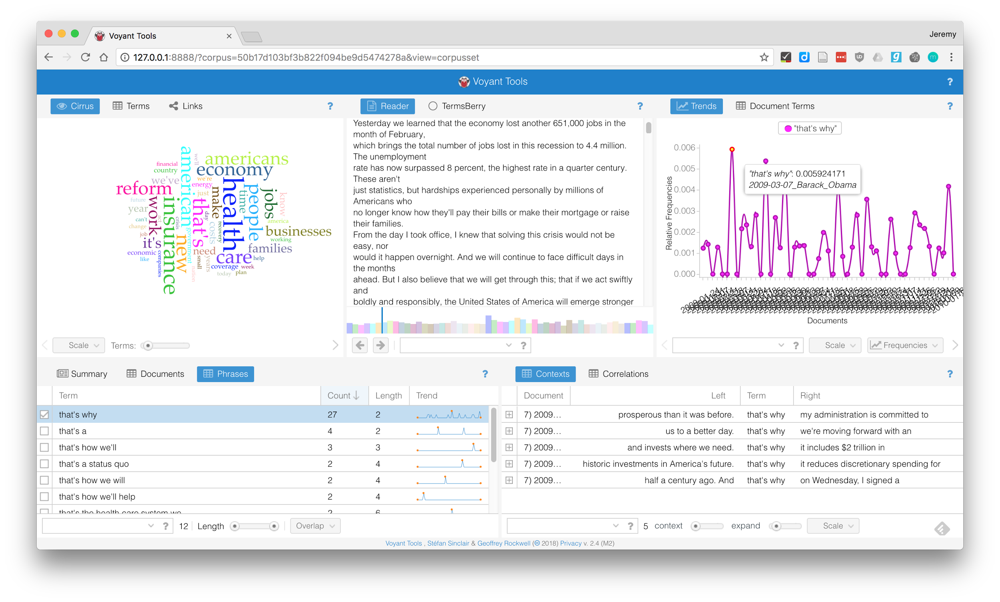 Voyant Tools
Jeremy
127.0.0.1:8888/?corpus=50b17d103bf3b822f094be9d5474278a&view=corpusset
Voyant Tools
?
Cirrus Terms Links ?
americans
economy
american
we'll
financial
country
we've
we're
energy
reform
just
make
health
time
people
jobs
know
future
year
work
insurance
that's
day
costs
recovery
america
businesses
working
can't
act
crisis
change
job
it's
new
government
need
families
economic
like
companies
small
years
care
help
coverage
week
nation
today
plan
Scale Terms:
Reader TermsBerry ?
Yesterday we learned that the economy lost another 651,000 jobs in the
month of February,
which brings the total number of jobs lost in this recession to 4.4 million.
The unemployment
rate has now surpassed 8 percent, the highest rate in a quarter century.
These aren't
just statistics, but hardships experienced personally by millions of
Americans who
no longer know how they'll pay their bills or make their mortgage or raise
their families.
From the day I took office, I knew that solving this crisis would not be
easy, nor
would it happen overnight. And we will continue to face difficult days in
the months
ahead. But I also believe that we will get through this; that if we act swiftly
and
boldly and responsibly, the United States of America will emerge stronger
?
Trends Document Terms ?
"that's why"
0.006
0.005
0.004
0.003
0.002
0.001
0.000
Relative Frequencies
"that's why": 0.005924171
2009-03-07_Barack_Obama
Documents
? Scale Frequencies
Summary Documents Phrases ?
Term Count Length Trend
that's why 27 2
that's a 4 2
that's how we'll 3 3
that's a status quo 2 4
that's how we will 2 4
that's how we'll help 2 4
that's the health care system we 2 6
? 12 Length Overlap
Contexts Correlations ?
Document Left Term Right
7) 2009... prosperous than it was before. that's why my administration is committed to
7) 2009... us to a better day. that's why we're moving forward with an
7) 2009... and invests where we need. that's why it includes $2 trillion in
7) 2009... historic investments in America's future. that's why it reduces discretionary spending for
7) 2009... half a century ago. And that's why on Wednesday, I signed a
? 5 context expand Scale
Voyant Tools , Stéfan Sinclair & Geoffrey Rockwell (cc 2018) Privacy v. 2.4 (M2)